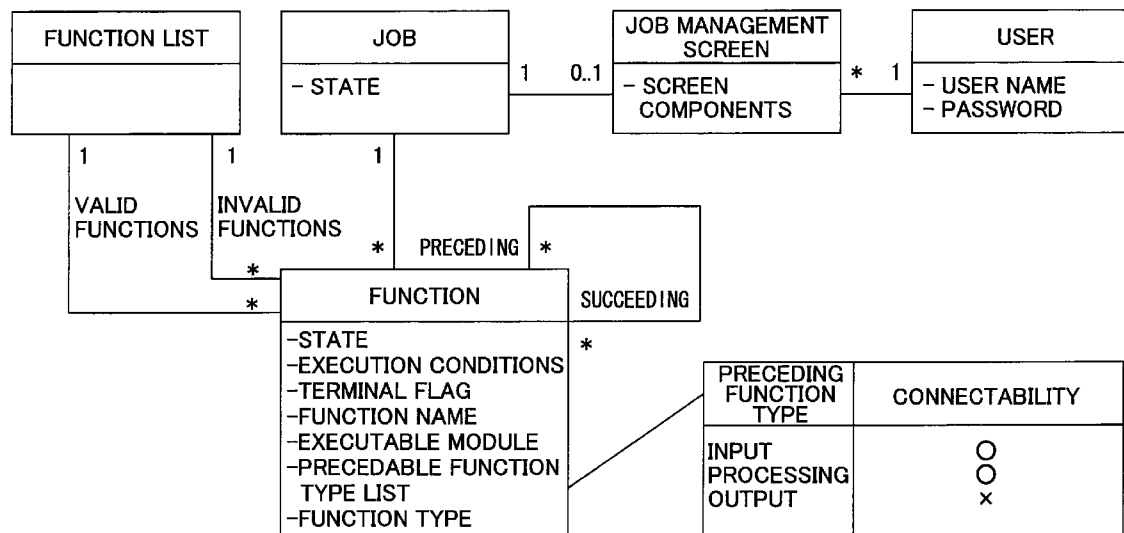 FUNCTION LIST
JOB
- STATE
JOB MANAGEMENT
SCREEN
- SCREEN
COMPONENTS
USER
- USER NAME
- PASSWORD
1
0..1
*
1
1
1
1
VALID
FUNCTIONS
INVALID
FUNCTIONS
*
*
*
PRECEDING
*
SUCCEEDING
*
FUNCTION
-STATE
-EXECUTION CONDITIONS
-TERMINAL FLAG
-FUNCTION NAME
-EXECUTABLE MODULE
-PRECEDABLE FUNCTION
TYPE LIST
-FUNCTION TYPE
PRECEDING
FUNCTION
TYPE
CONNECTABILITY
INPUT ○
PROCESSING ○
OUTPUT ×